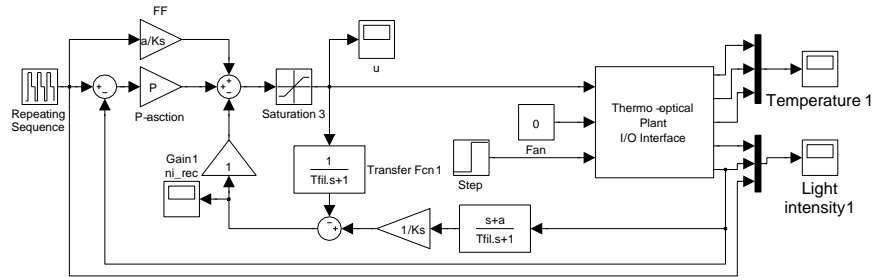 FF
a/Ks
u
Repeating
Sequence
P
P-asction
Saturation 3
Gain1
ni_rec
1
1
Tfil.s+1
Transfer Fcn1
0
Fan
Step
Thermo -optical
Plant
I/O Interface
Temperature 1
Light
intensity1
1/Ks
s+a
Tfil.s+1